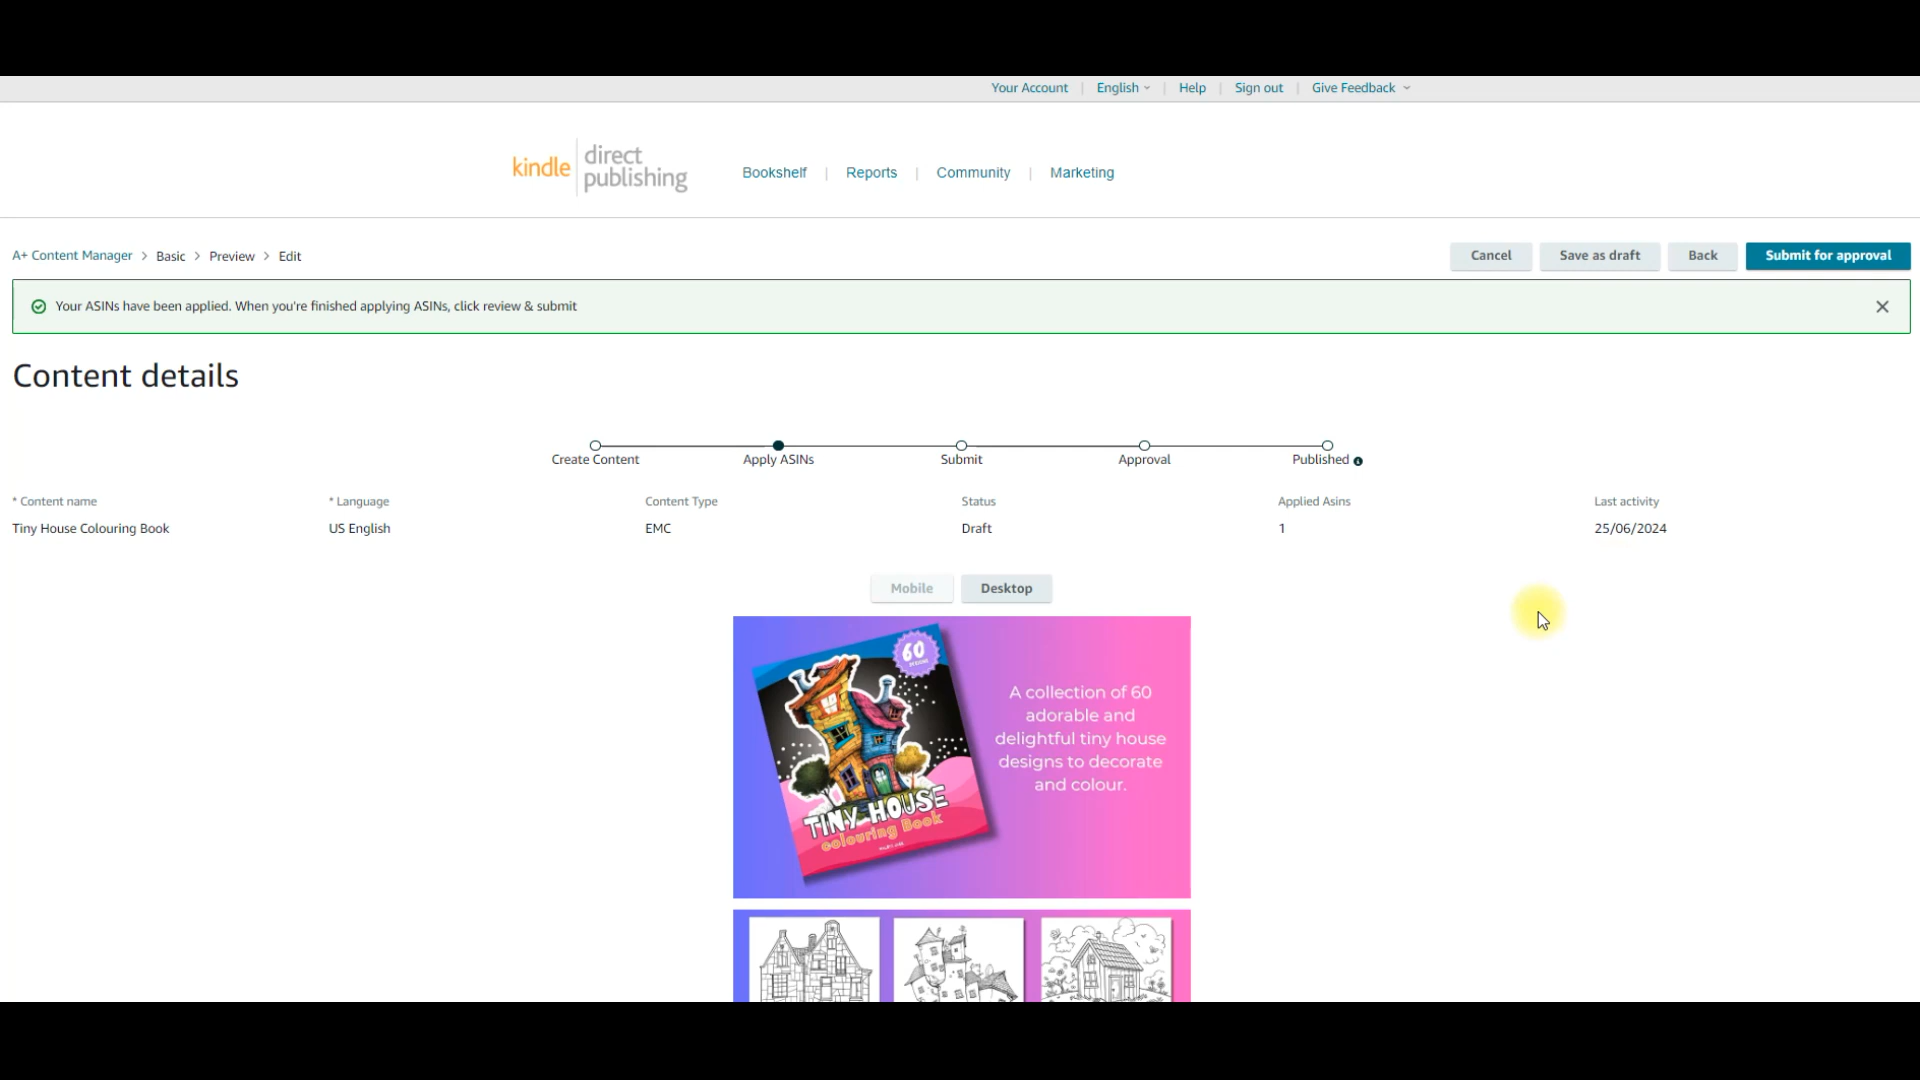 Your Account | English | Help | Sign out | Give Feedback
kindle direct publishing
Bookshelf | Reports | Community | Marketing
A+ Content Manager > Basic > Preview > Edit
Cancel Save as draft Back Submit for approval
Your ASINs have been applied. When you're finished applying ASINs, click review & submit
Content details
Create Content Apply ASINs Submit Approval Published
* Content name * Language Content Type Status Applied Asins Last activity
Tiny House Colouring Book US English EMC Draft 1 25/06/2024
Mobile Desktop
60
A collection of 60
adorable and
delightful tiny house
designs to decorate
and colour.
TINY HOUSE
colouring Book